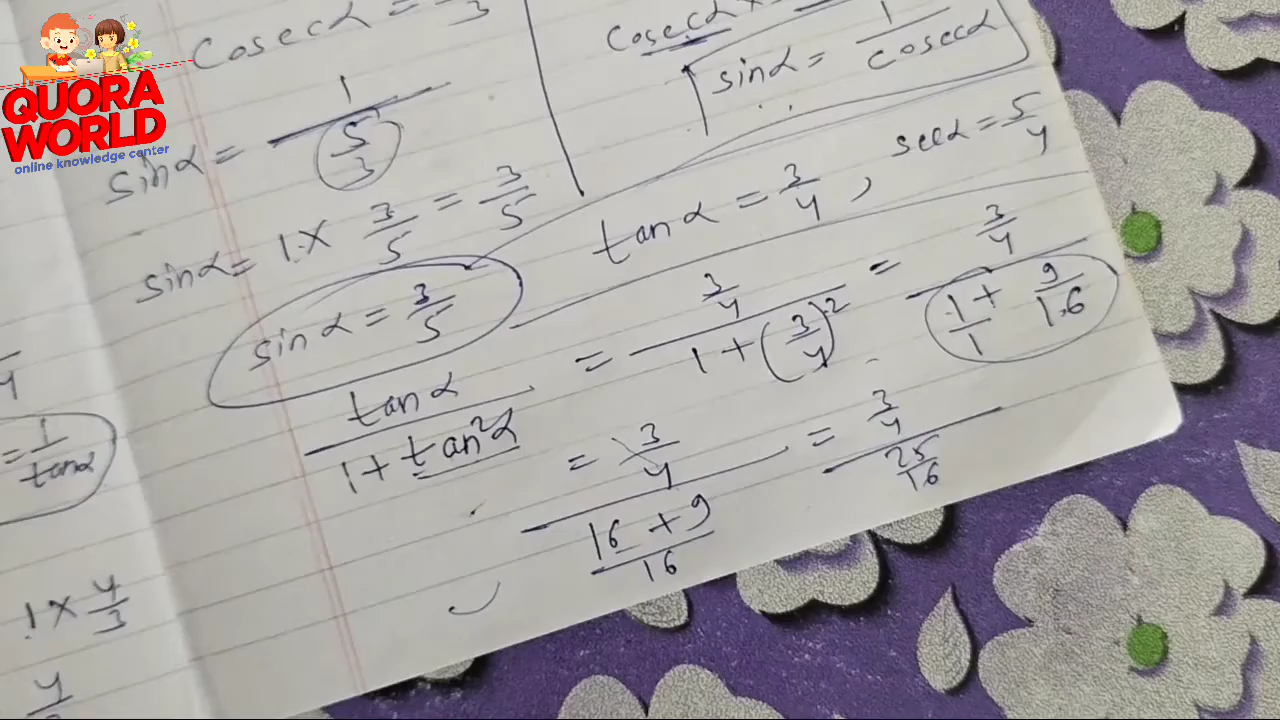 QUORA
WORLD
online knowledge center
cosecα = /3
sinα = 1/(5/3)
sinα = 1 × 3/5 = 3/5
sinα = 3/5
cosecα
sinα = 1/cosecα
tanα = 3/4 , secα = 5/4
tanα/(1 + tan²α) = (3/4)/(1 + (3/4)²) = (3/4)/(1/1 + 9/16)
= (3/4)/((16 + 9)/16) = (3/4)/(25/16)
= 1/tanα
1 × 4/3
4